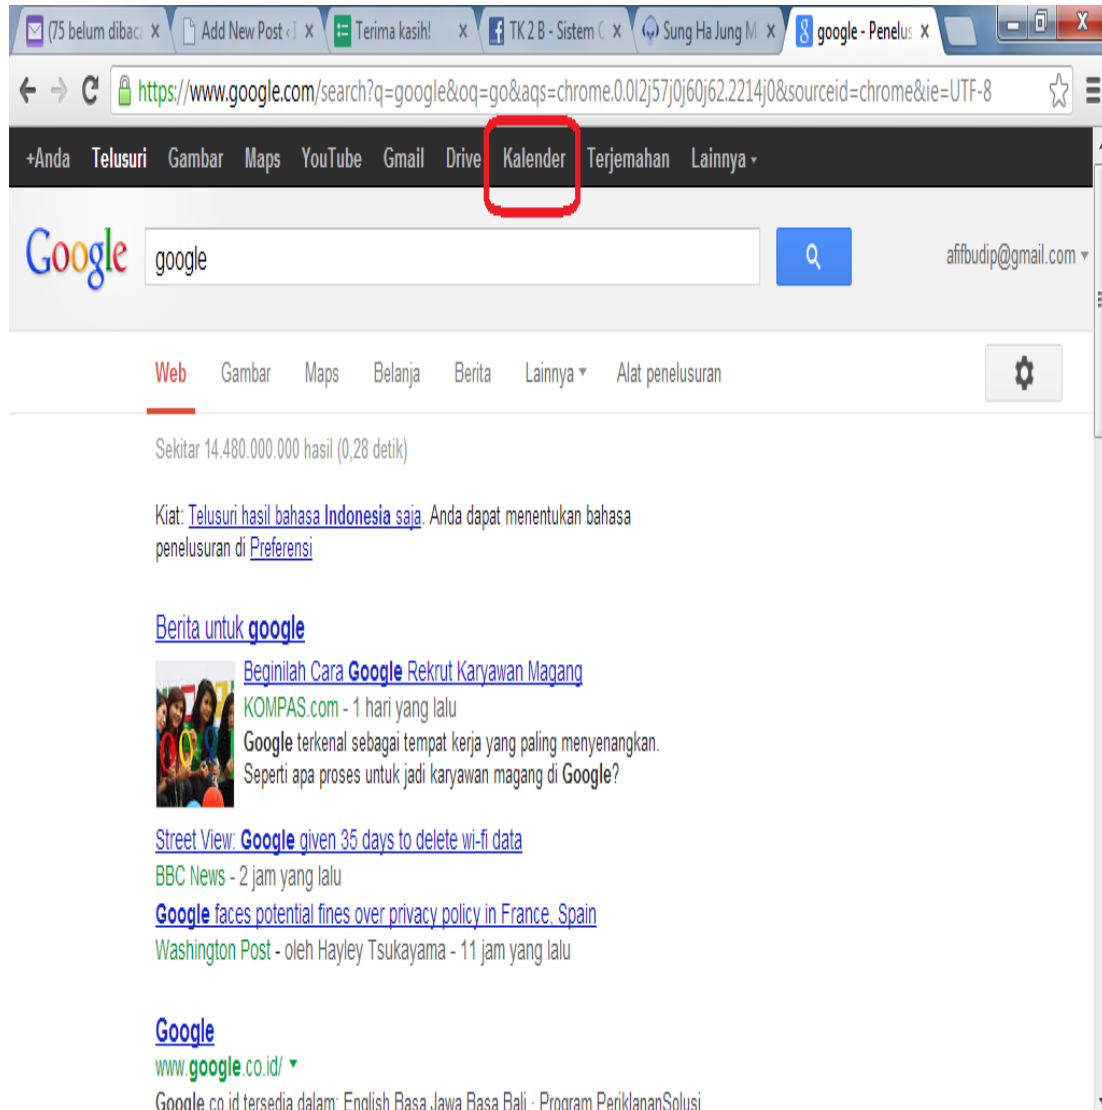 (75 belum dibaca
Add New Post ‹
Terima kasih!
TK 2 B - Sistem
Sung Ha Jung M
google - Penelus
https://www.google.com/search?q=google&oq=go&aqs=chrome.0.0l2j57j0j60j62.2214j0&sourceid=chrome&ie=UTF-8
+Anda Telusuri Gambar Maps YouTube Gmail Drive Kalender Terjemahan Lainnya
Google google afifbudip@gmail.com
Web Gambar Maps Belanja Berita Lainnya Alat penelusuran
Sekitar 14.480.000.000 hasil (0,28 detik)
Kiat: Telusuri hasil bahasa Indonesia saja. Anda dapat menentukan bahasa
penelusuran di Preferensi
Berita untuk google
Beginilah Cara Google Rekrut Karyawan Magang
KOMPAS.com - 1 hari yang lalu
Google terkenal sebagai tempat kerja yang paling menyenangkan.
Seperti apa proses untuk jadi karyawan magang di Google?
Street View: Google given 35 days to delete wi-fi data
BBC News - 2 jam yang lalu
Google faces potential fines over privacy policy in France, Spain
Washington Post - oleh Hayley Tsukayama - 11 jam yang lalu
Google
www.google.co.id/
Google.co.id tersedia dalam: English Basa Jawa Basa Bali · Program PeriklananSolusi